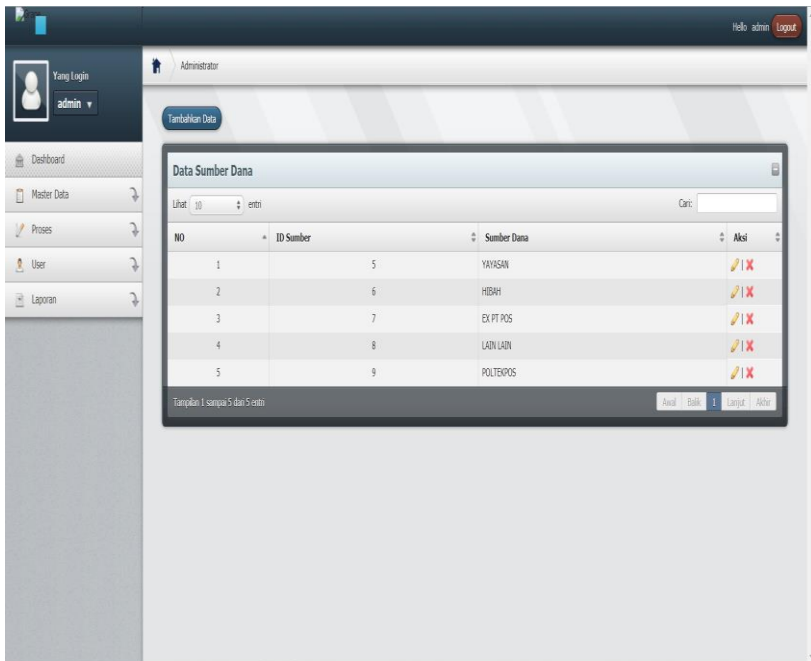 Hello admin Logout
Yang Login
admin
Administrator
Tambahkan Data
Dashboard
Master Data
Proses
User
Laporan
Data Sumber Dana
Lihat 10 entri
Cari:
NO ID Sumber Sumber Dana Aksi
1 5 YAYASAN |
2 6 HIBAH |
3 7 EX PT POS |
4 8 LAIN LAIN |
5 9 POLTEKPOS |
Tampilan 1 sampai 5 dari 5 entri
Awal Balik 1 Lanjut Akhir